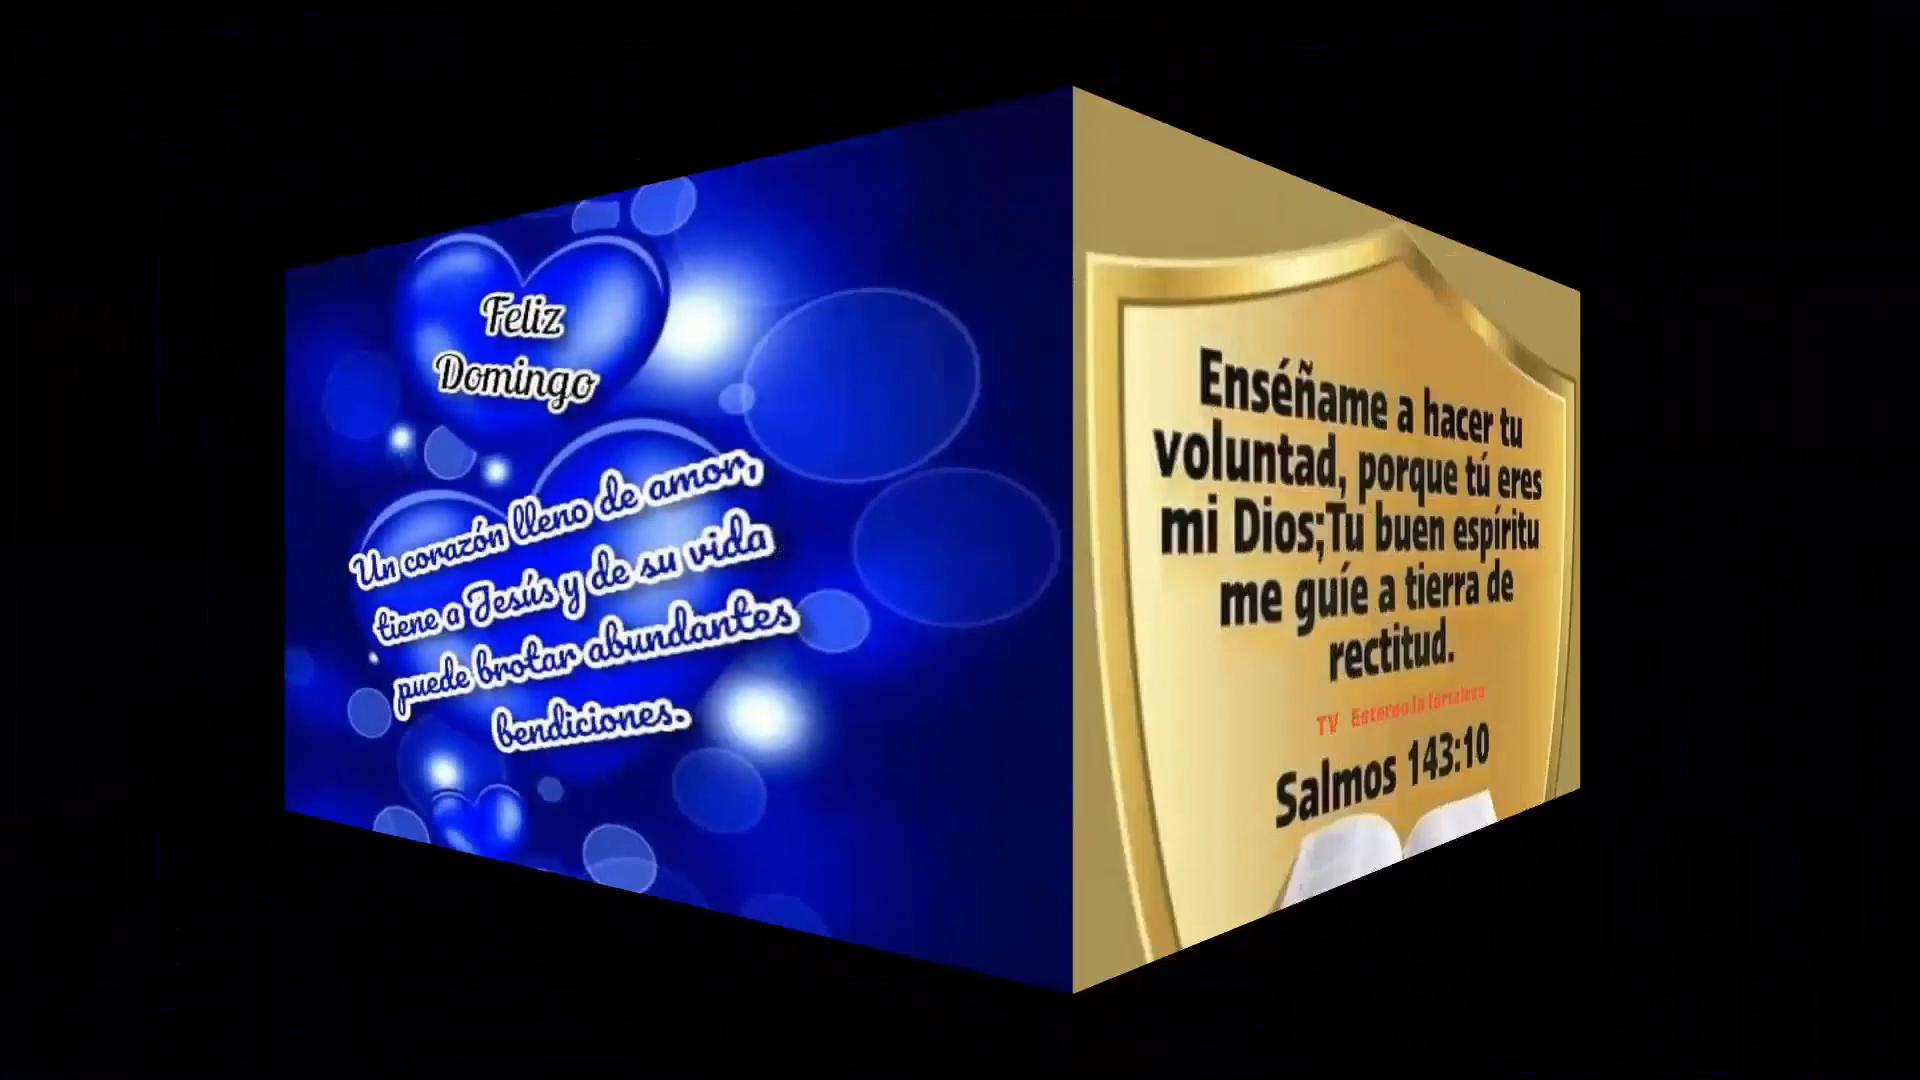 Feliz
Domingo
Un corazón lleno de amor,
tiene a Jesús y de su vida
puede brotar abundantes
bendiciones.
Enséñame a hacer tu
voluntad, porque tú eres
mi Dios;Tu buen espíritu
me guíe a tierra de
rectitud.
TV Estereo la fortaleza
Salmos 143:10